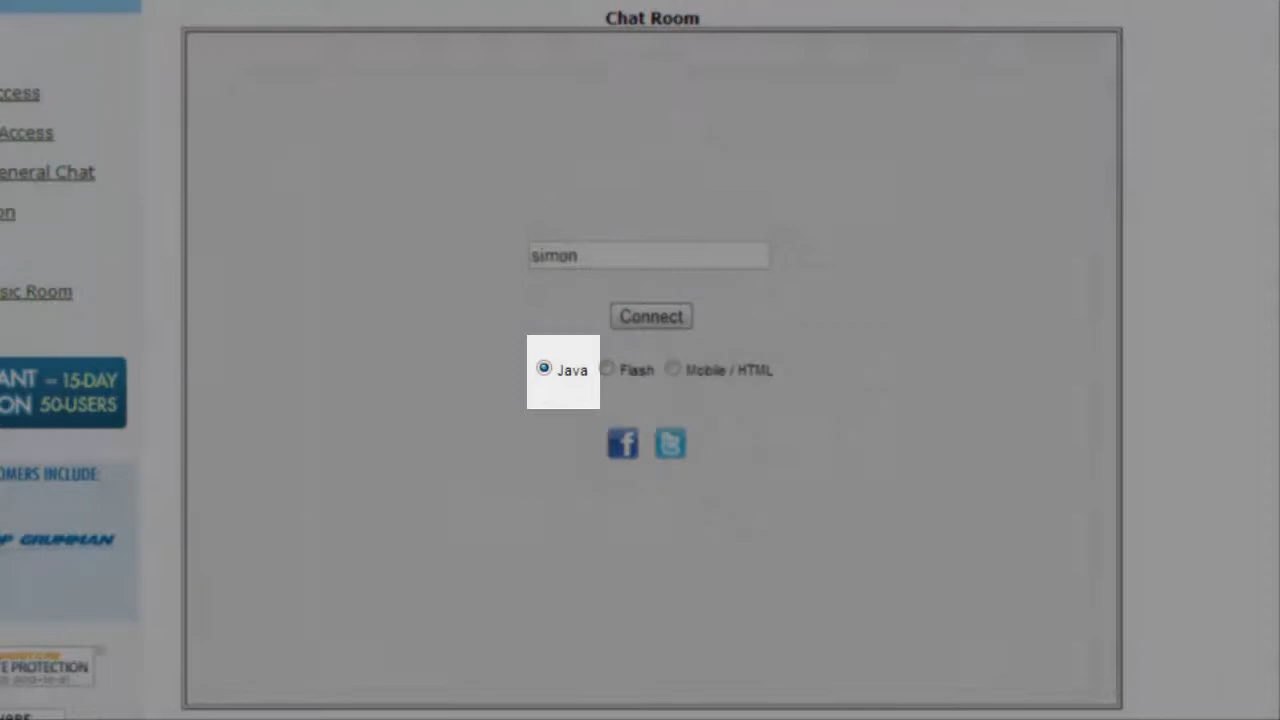 Chat Room
ccess
Access
eneral Chat
on
simon
sic Room
Connect
Java
Flash
Mobile / HTML
ANT – 15-DAY
ON 50-USERS
OMERS INCLUDE:
P GRUMMAN
E PROTECTION